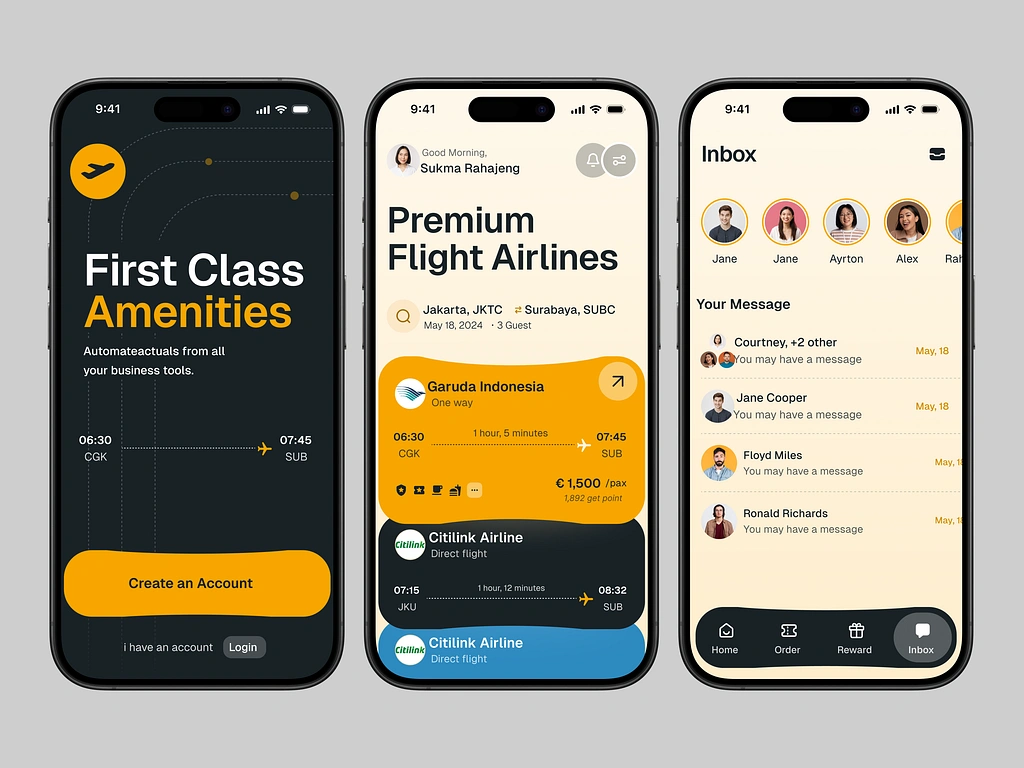 9:41
First Class
Amenities
Automateactuals from all
your business tools.
06:30
07:45
CGK
SUB
Create an Account
i have an account
Login
9:41
Good Morning,
Sukma Rahajeng
Premium
Flight Airlines
Jakarta, JKTC
Surabaya, SUBC
May 18, 2024
• 3 Guest
Garuda Indonesia
One way
06:30
1 hour, 5 minutes
07:45
CGK
SUB
€ 1,500 /pax
1,892 get point
Citilink
Citilink Airline
Direct flight
07:15
1 hour, 12 minutes
08:32
JKU
SUB
Citilink
Citilink Airline
Direct flight
9:41
Inbox
Jane
Jane
Ayrton
Alex
Rah
Your Message
Courtney, +2 other
You may have a message
May, 18
Jane Cooper
You may have a message
May, 18
Floyd Miles
You may have a message
May, 1
Ronald Richards
You may have a message
May, 1
Home
Order
Reward
Inbox